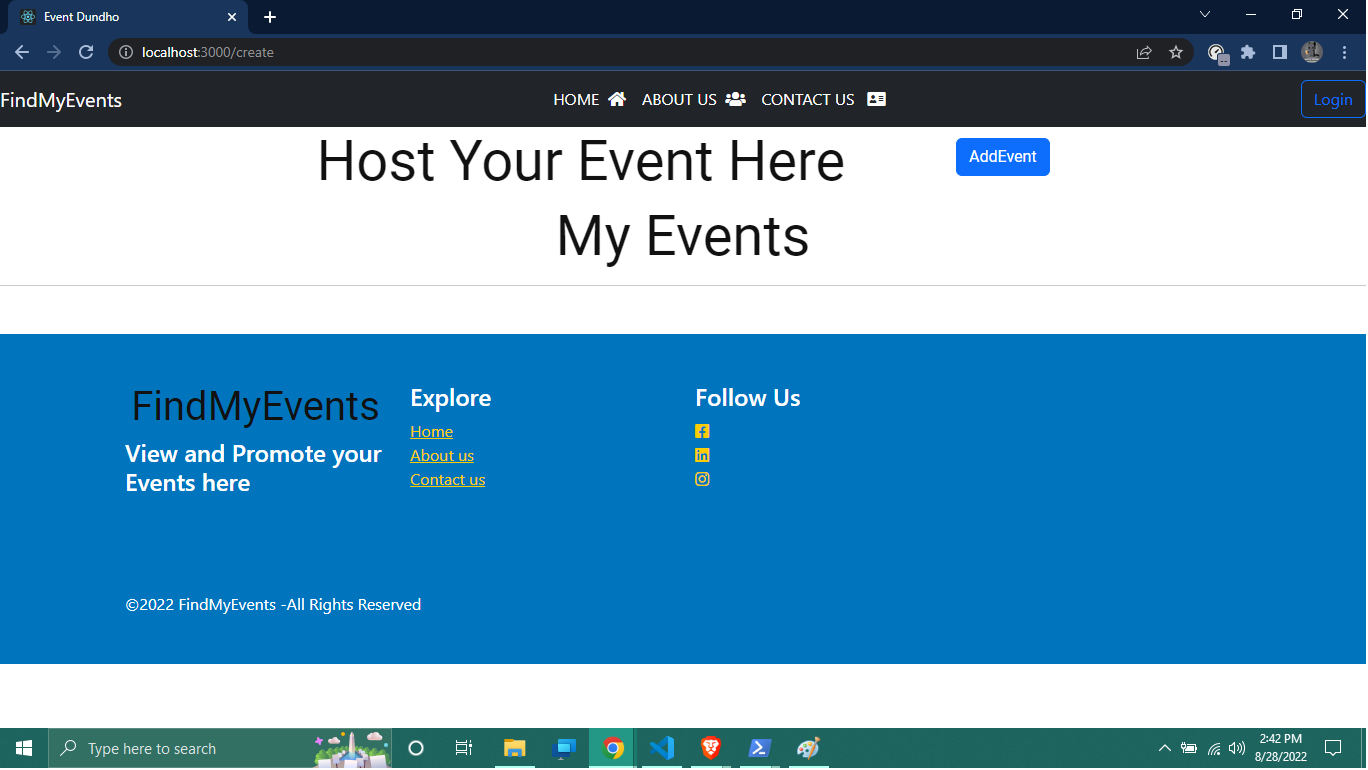 Event Dundho
localhost:3000/create
FindMyEvents
HOME ABOUT US CONTACT US
Login
Host Your Event Here
AddEvent
My Events
FindMyEvents
View and Promote your
Events here
Explore
Home
About us
Contact us
Follow Us
©2022 FindMyEvents -All Rights Reserved
Type here to search
2:42 PM
8/28/2022